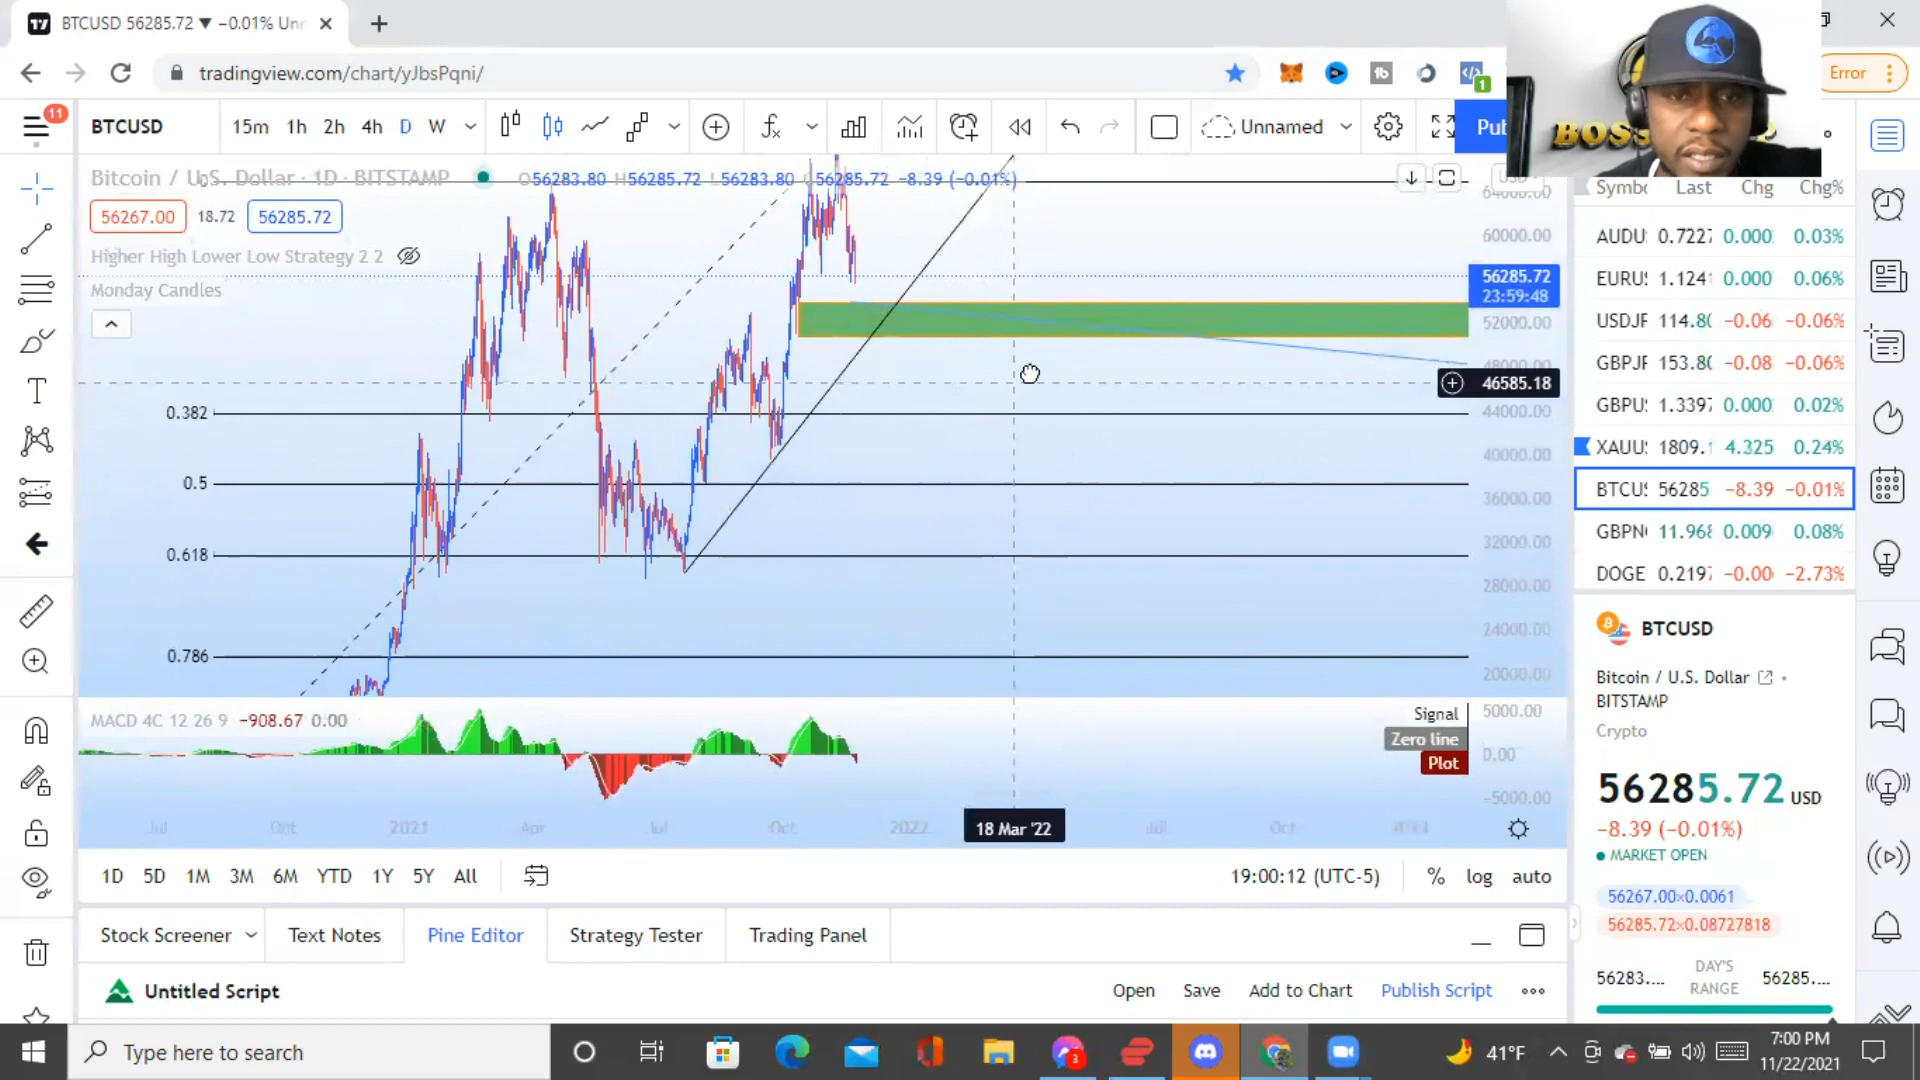 BTCUSD 56285.72 ▼ −0.01% Unn
tradingview.com/chart/yJbsPqni/
Error
11
BTCUSD
15m 1h 2h 4h D W
Unnamed
Pub
BOSS
Bitcoin / U.S. Dollar · 1D · BITSTAMP
O56283.80 H56285.72 L56283.80 C56285.72 −8.39 (−0.01%)
56267.00 18.72 56285.72
Higher High Lower Low Strategy 2 2
Monday Candles
64000.00
60000.00
56285.72
23:59:48
52000.00
48000.00
46585.18
44000.00
40000.00
36000.00
32000.00
28000.00
24000.00
20000.00
0.382
0.5
0.618
0.786
MACD 4C 12 26 9 −908.67 0.00
Signal
Zero line
Plot
5000.00
0.00
−5000.00
Jul Oct 2021 Apr Jul Oct 2022 18 Mar '22 Jul Oct
1D 5D 1M 3M 6M YTD 1Y 5Y All
19:00:12 (UTC-5) % log auto
Stock Screener Text Notes Pine Editor Strategy Tester Trading Panel
Untitled Script
Open Save Add to Chart Publish Script
Symbo Last Chg Chg%
AUDU 0.7227 0.000 0.03%
EURUS 1.1241 0.000 0.06%
USDJF 114.80 −0.06 −0.06%
GBPJF 153.80 −0.08 −0.06%
GBPU 1.3397 0.000 0.02%
XAUUS 1809.1 4.325 0.24%
BTCUS 56285 −8.39 −0.01%
GBPN 11.968 0.009 0.08%
DOGE 0.2197 −0.00 −2.73%
BTCUSD
Bitcoin / U.S. Dollar
BITSTAMP
Crypto
56285.72 USD
−8.39 (−0.01%)
MARKET OPEN
56267.00×0.0061
56285.72×0.08727818
56283.... DAY'S RANGE 56285....
Type here to search
3
41°F
7:00 PM
11/22/2021